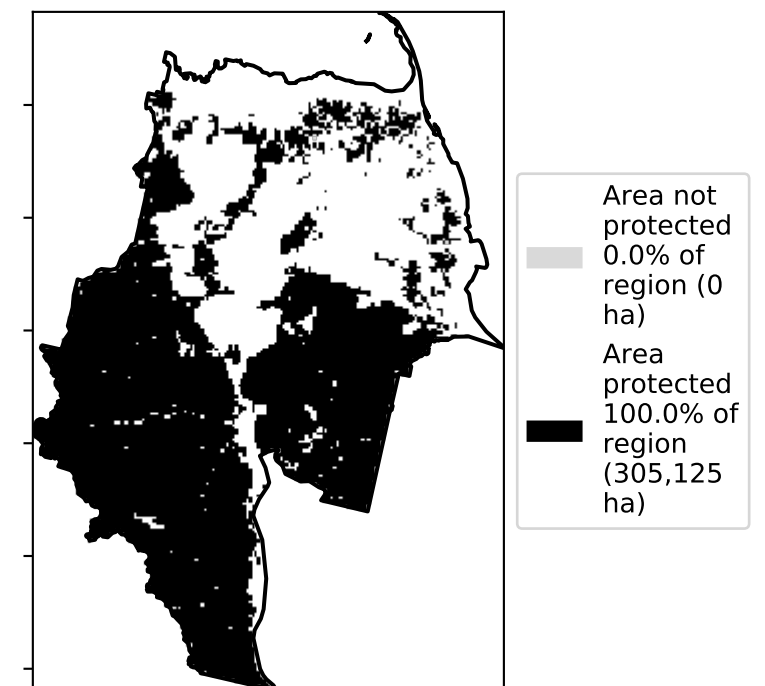 Area not
protected
0.0% of
region (0
ha)
Area
protected
100.0% of
region
(305,125
ha)